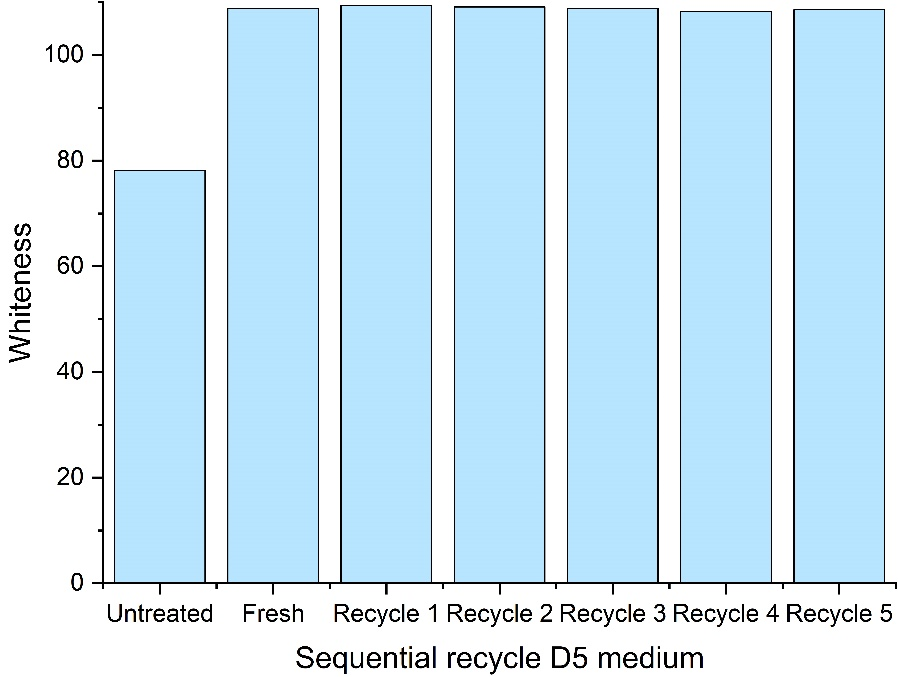 Whiteness
100
80
60
40
20
0
Untreated Fresh Recycle 1 Recycle 2 Recycle 3 Recycle 4 Recycle 5
Sequential recycle D5 medium